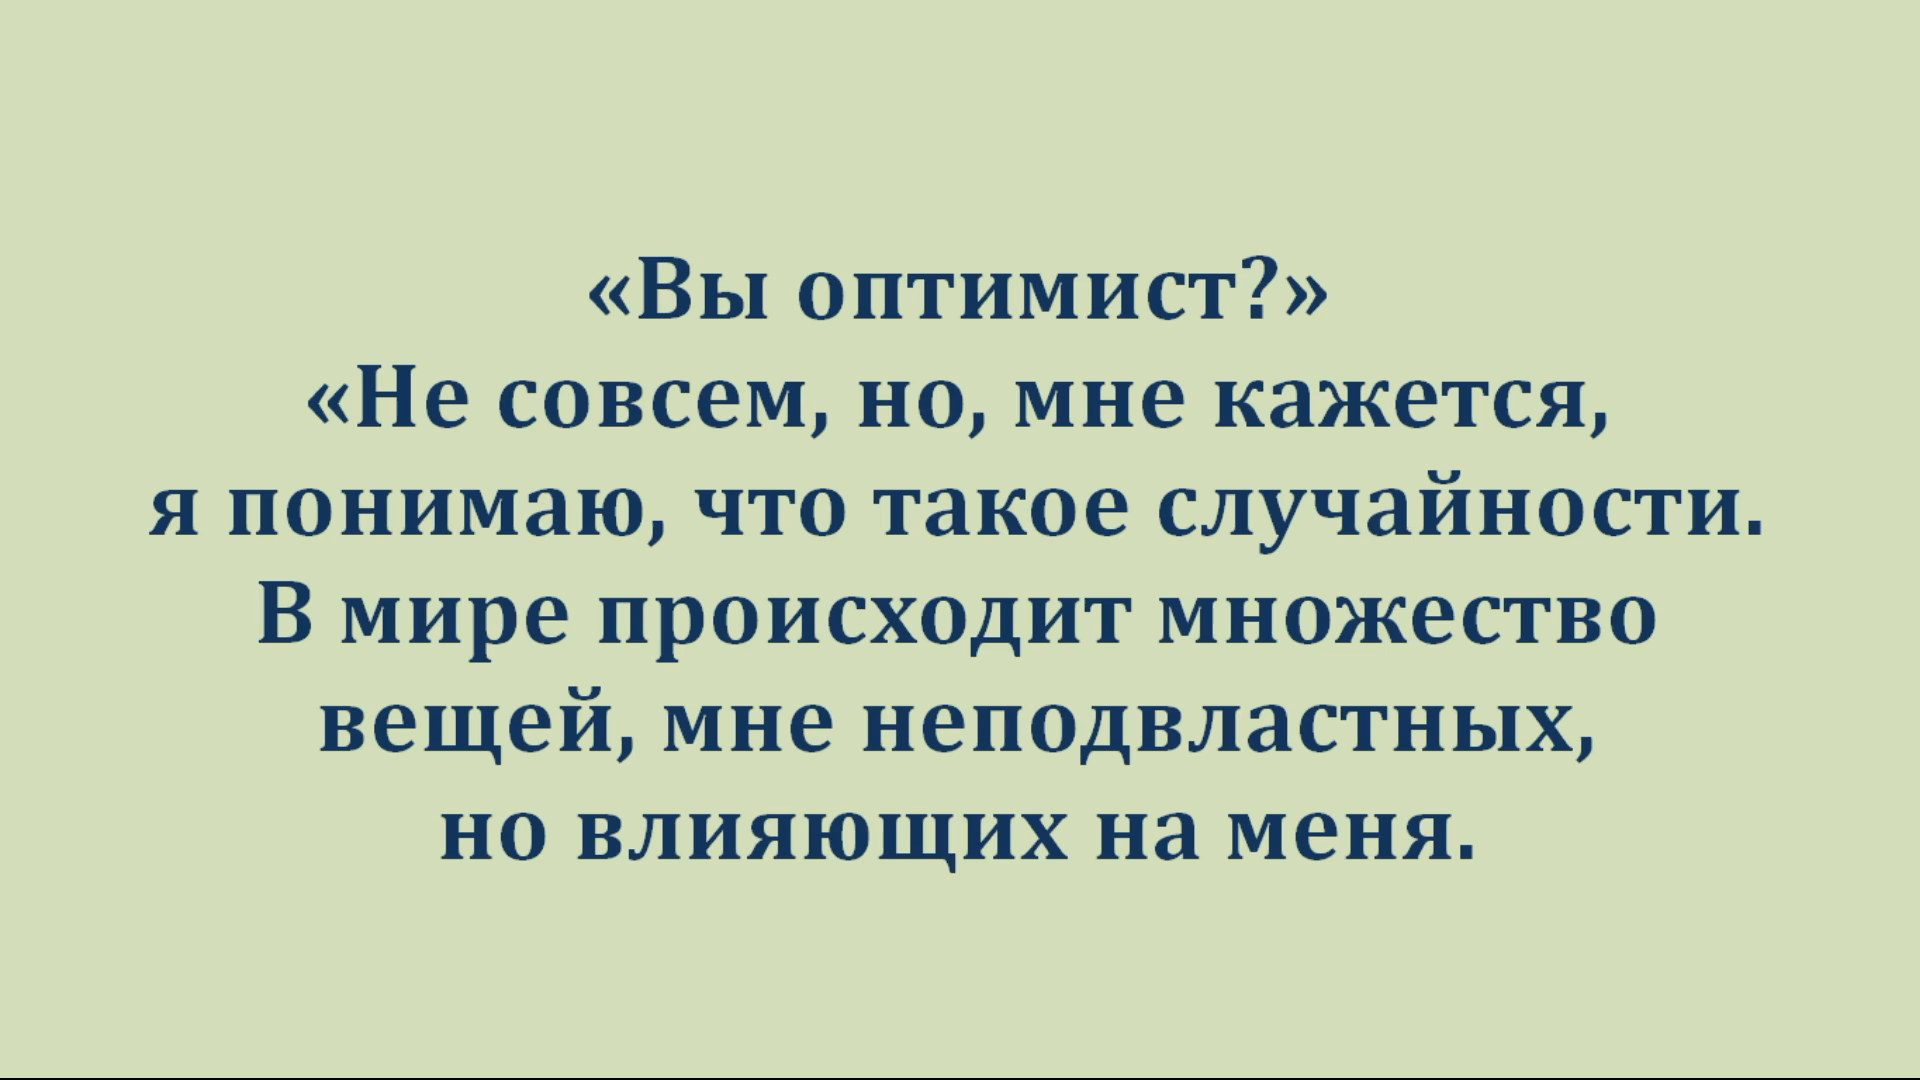 «Вы оптимист?»
«Не совсем, но, мне кажется,
я понимаю, что такое случайности.
В мире происходит множество
вещей, мне неподвластных,
но влияющих на меня.